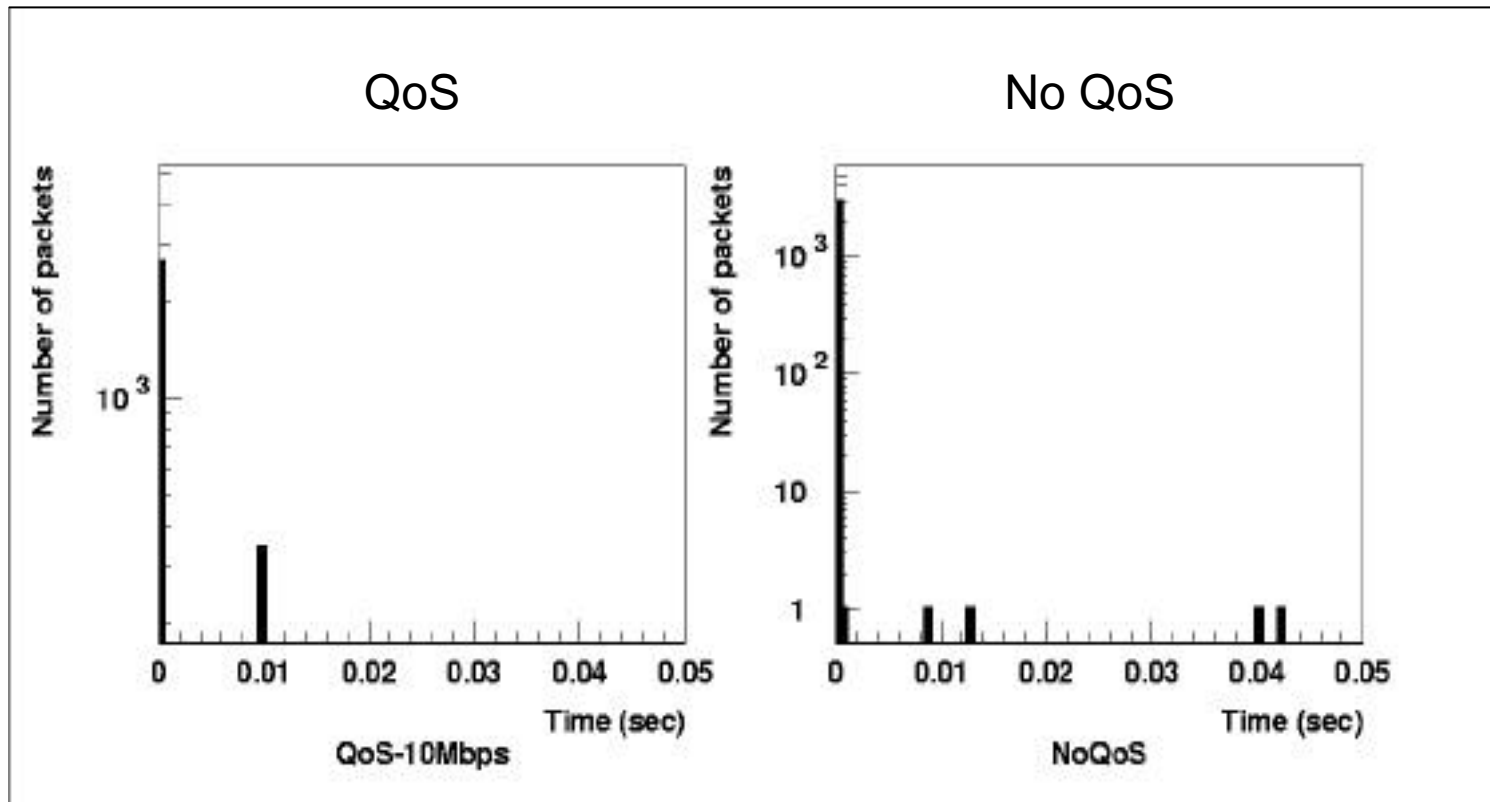 QoS
No QoS
Number of packets
10 3
0 0.01 0.02 0.03 0.04 0.05
Time (sec)
QoS-10Mbps
Number of packets
10 3
10 2
10
1
0 0.01 0.02 0.03 0.04 0.05
Time (sec)
NoQoS